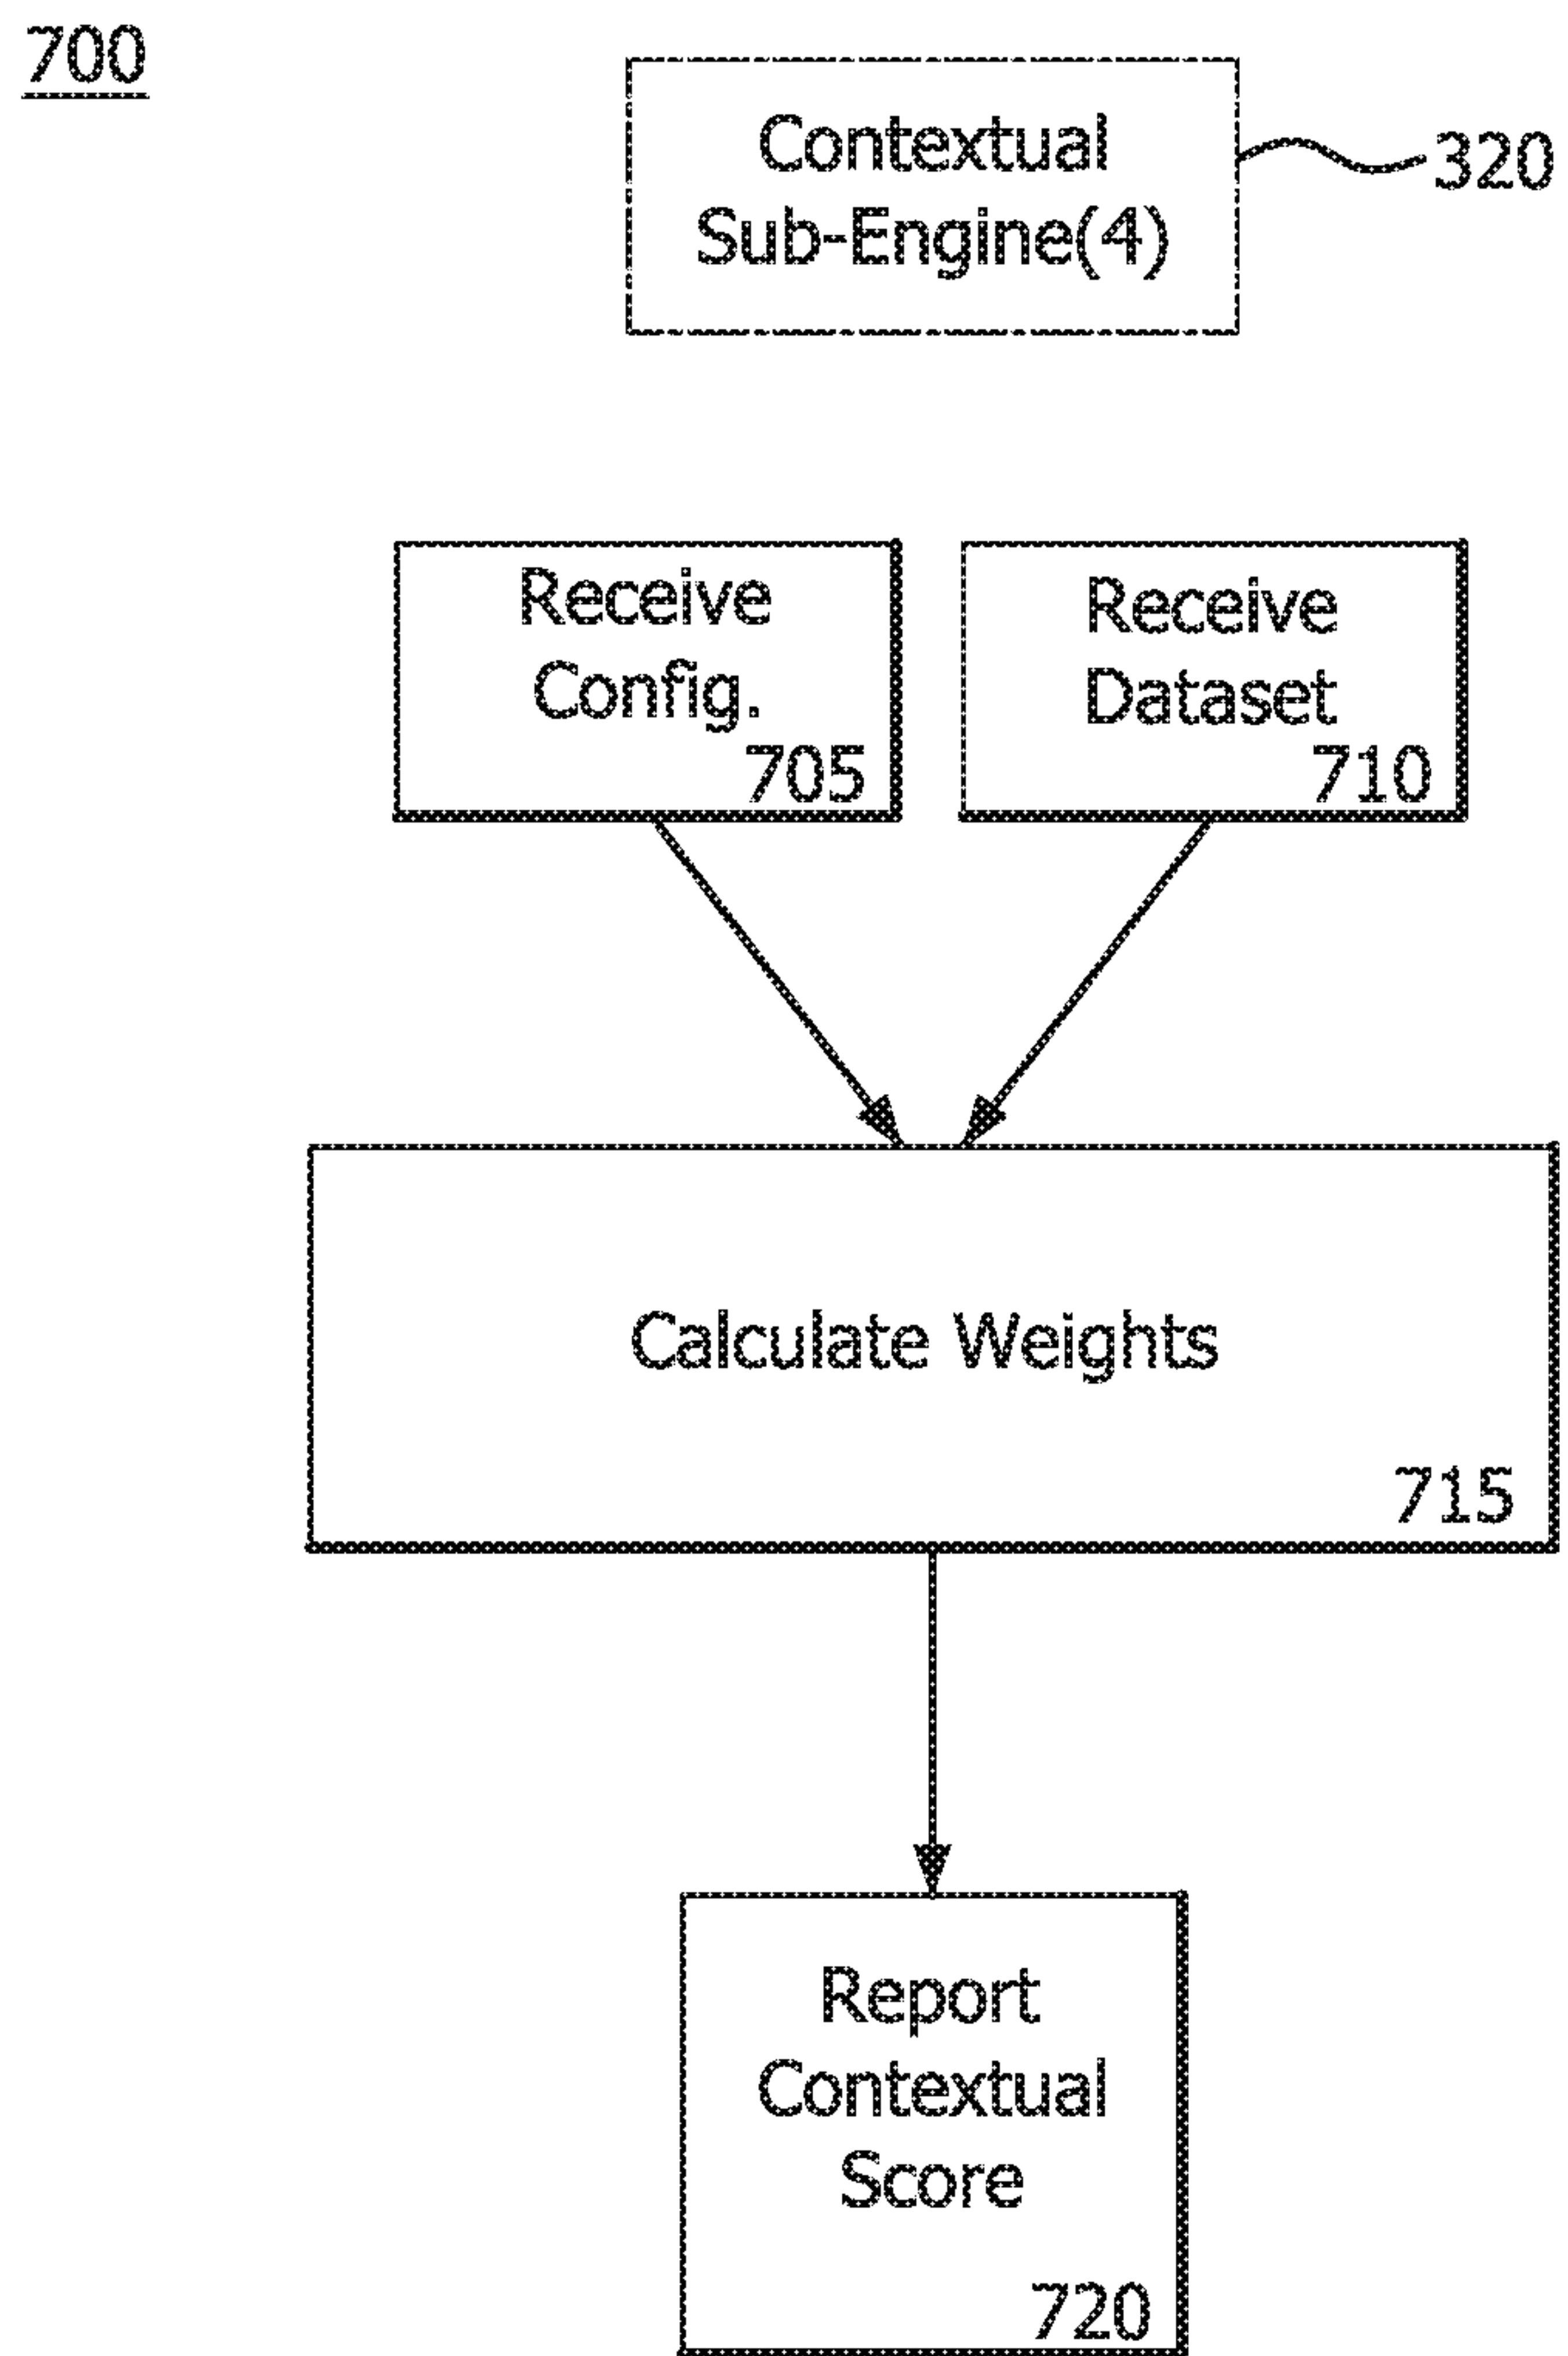 700
Contextual
Sub-Engine(4)
320
Receive
Config.
705
Receive
Dataset
710
Calculate Weights
715
Report
Contextual
Score
720